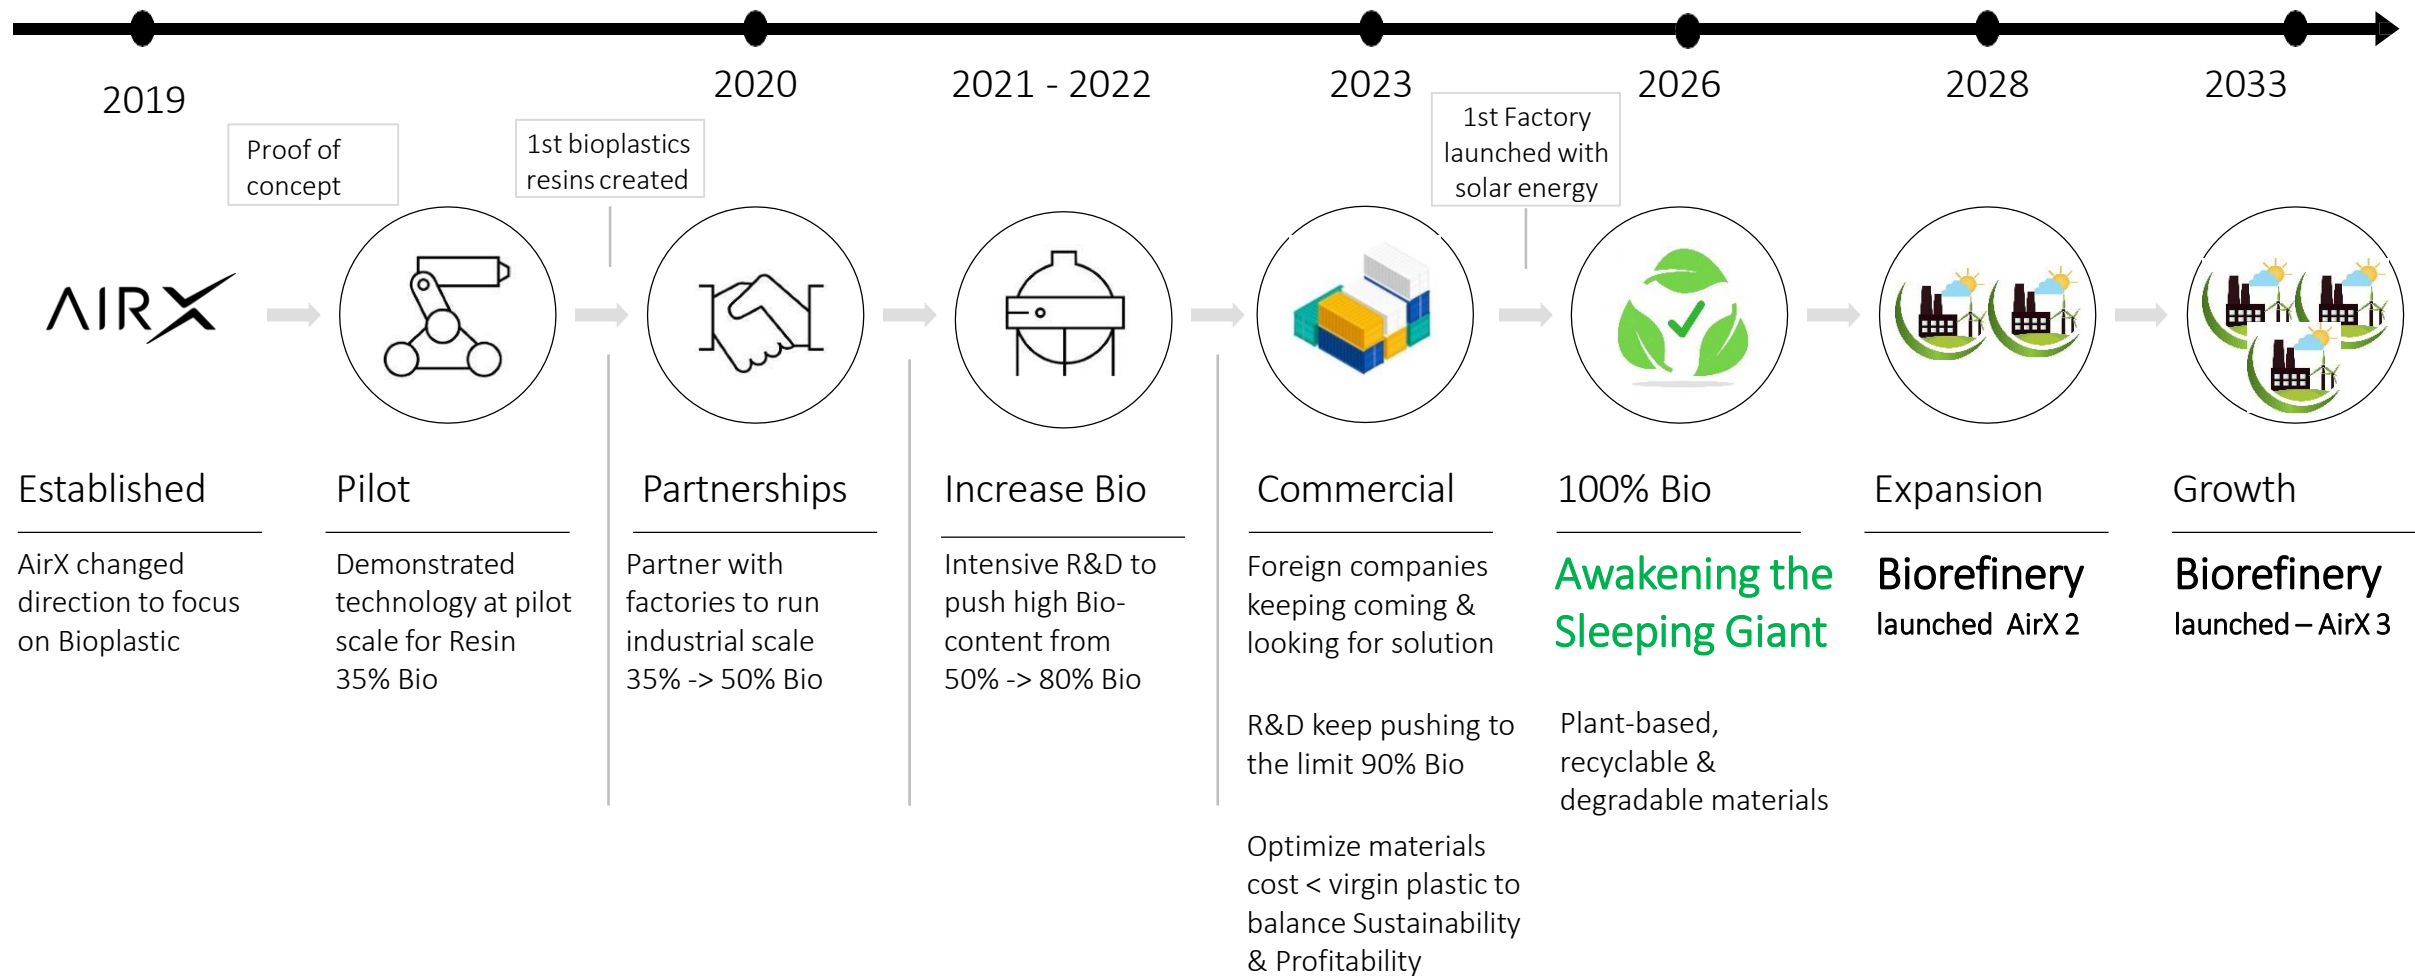 2019
2020
2021 - 2022
2023
2026
2028
2033
Proof of
concept
1st bioplastics
resins created
1st Factory
launched with
solar energy
AIRX
Established
AirX changed
direction to focus
on Bioplastic
Pilot
Demonstrated
technology at pilot
scale for Resin
35% Bio
Partnerships
Partner with
factories to run
industrial scale
35% -> 50% Bio
Increase Bio
Intensive R&D to
push high Bio-
content from
50% -> 80% Bio
Commercial
Foreign companies
keeping coming &
looking for solution
R&D keep pushing to
the limit 90% Bio
Optimize materials
cost < virgin plastic to
balance Sustainability
& Profitability
100% Bio
Awakening the
Sleeping Giant
Plant-based,
recyclable &
degradable materials
Expansion
Biorefinery
launched AirX 2
Growth
Biorefinery
launched – AirX 3